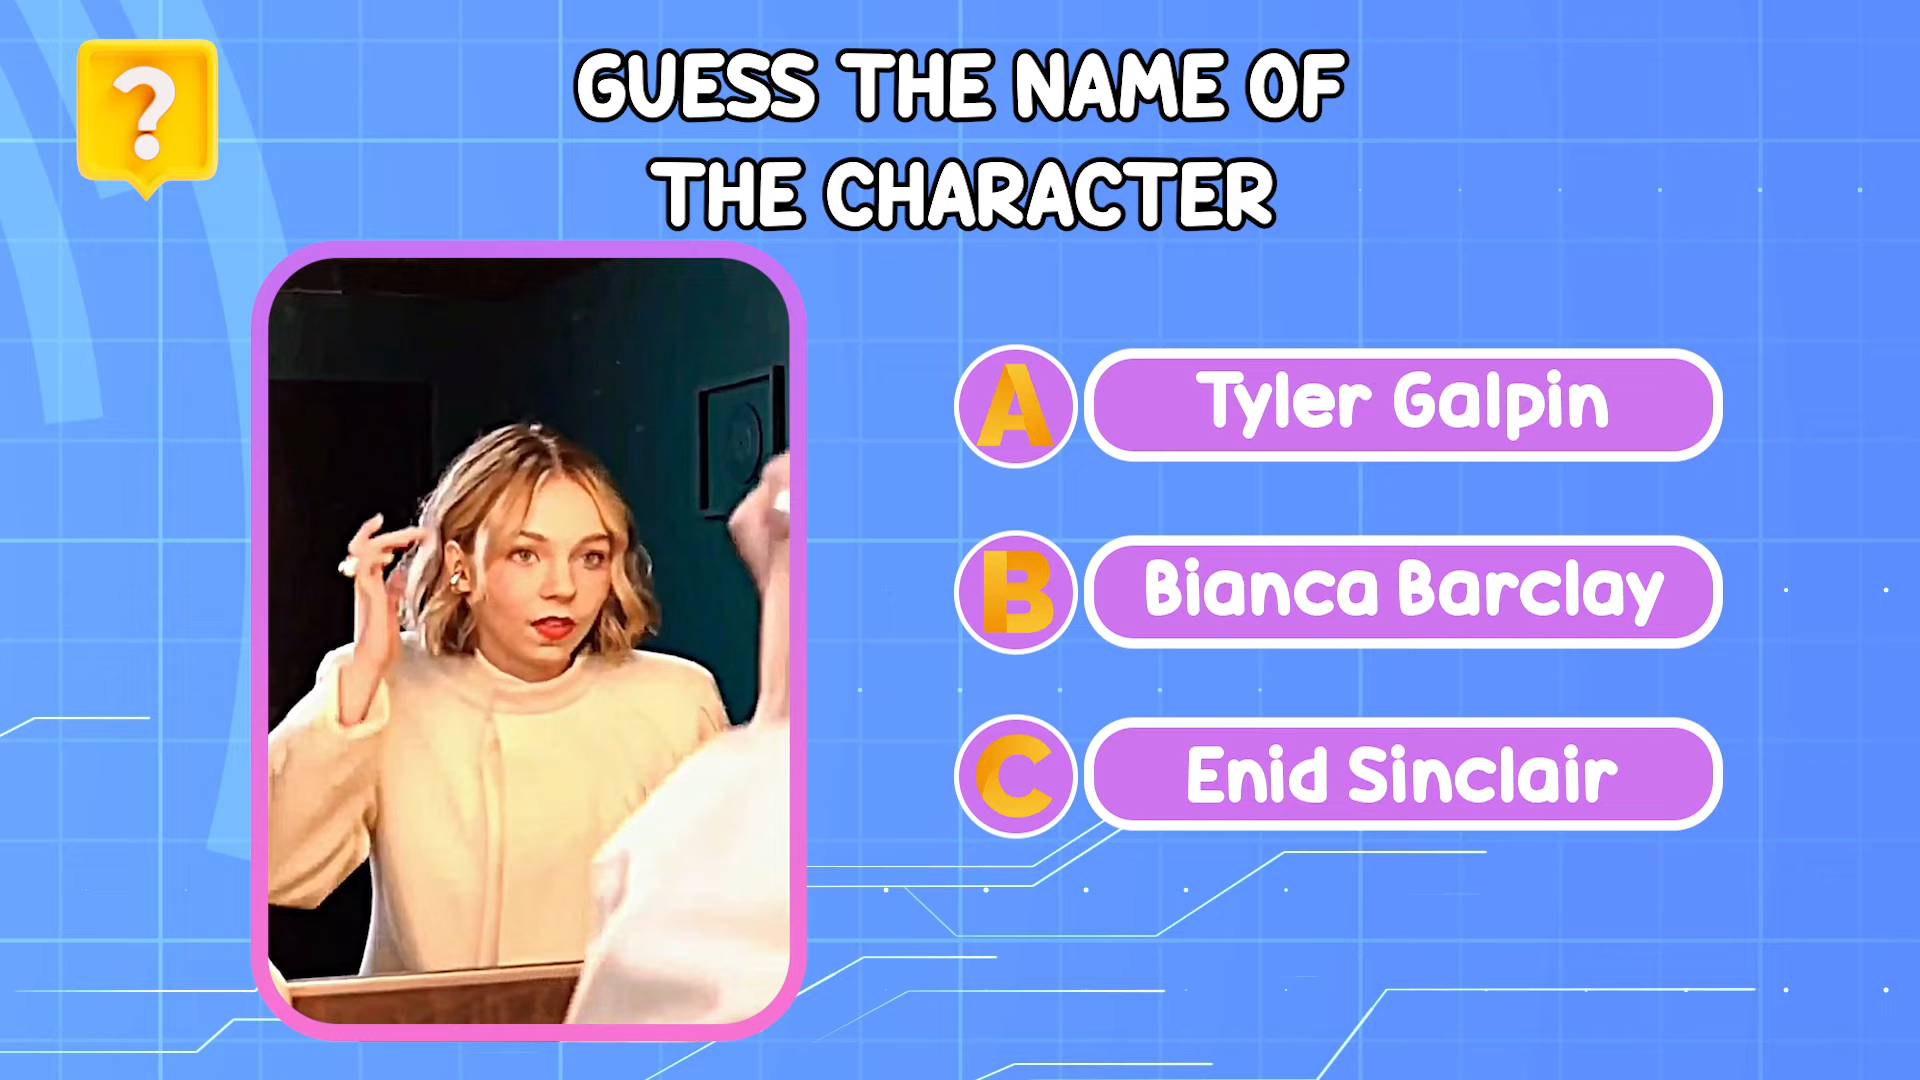 ?
GUESS THE NAME OF
THE CHARACTER
A Tyler Galpin
B Bianca Barclay
C Enid Sinclair